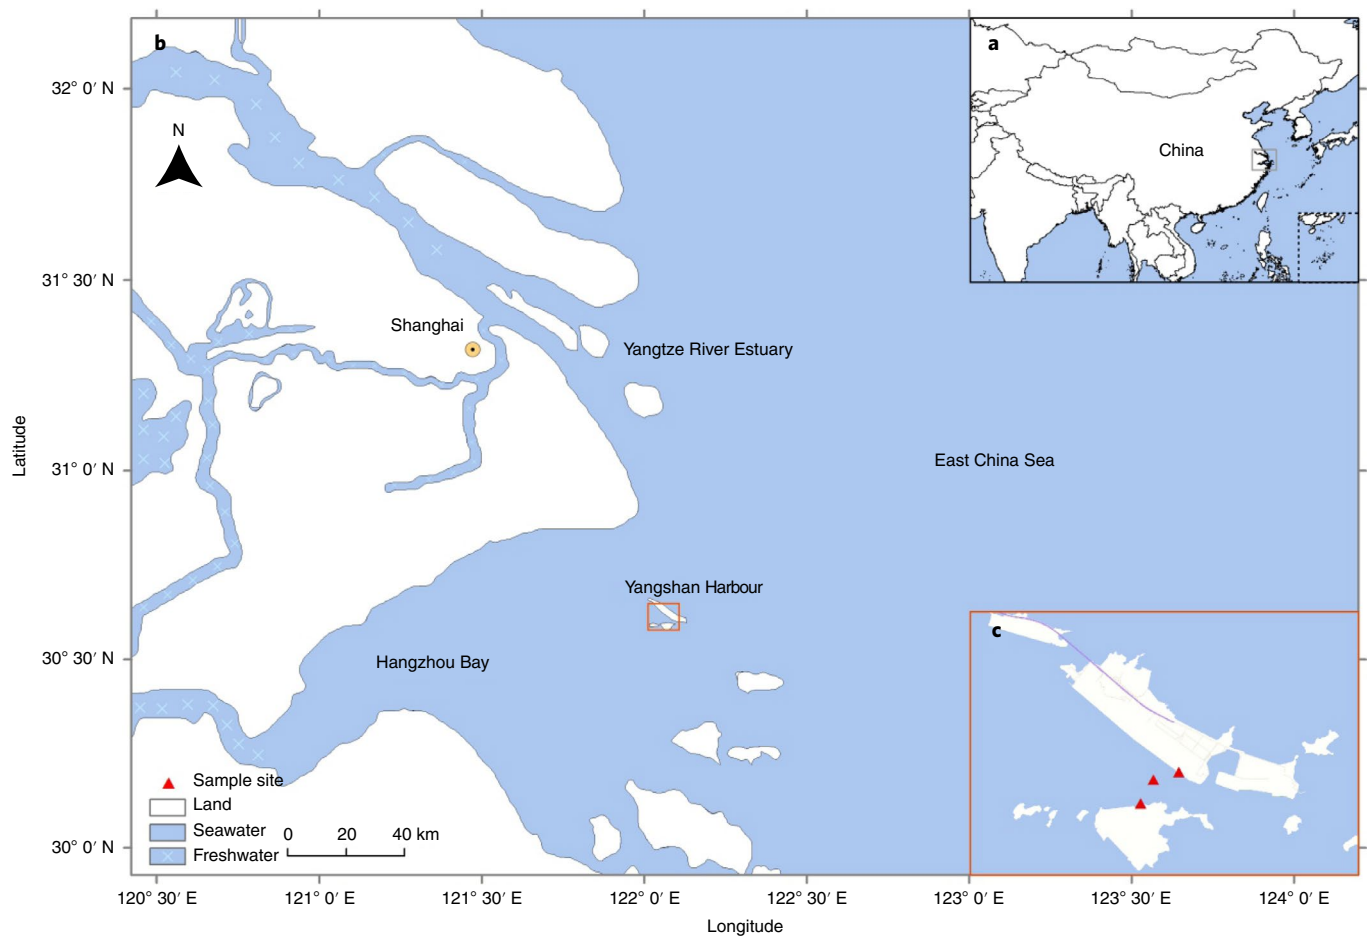 b
a
32° 0′ N
N
China
31° 30′ N
Shanghai
Yangtze River Estuary
Latitude
31° 0′ N
East China Sea
Yangshan Harbour
c
30° 30′ N
Hangzhou Bay
Sample site
Land
Seawater
Freshwater
0 20 40 km
30° 0′ N
120° 30′ E 121° 0′ E 121° 30′ E 122° 0′ E 122° 30′ E 123° 0′ E 123° 30′ E 124° 0′ E
Longitude